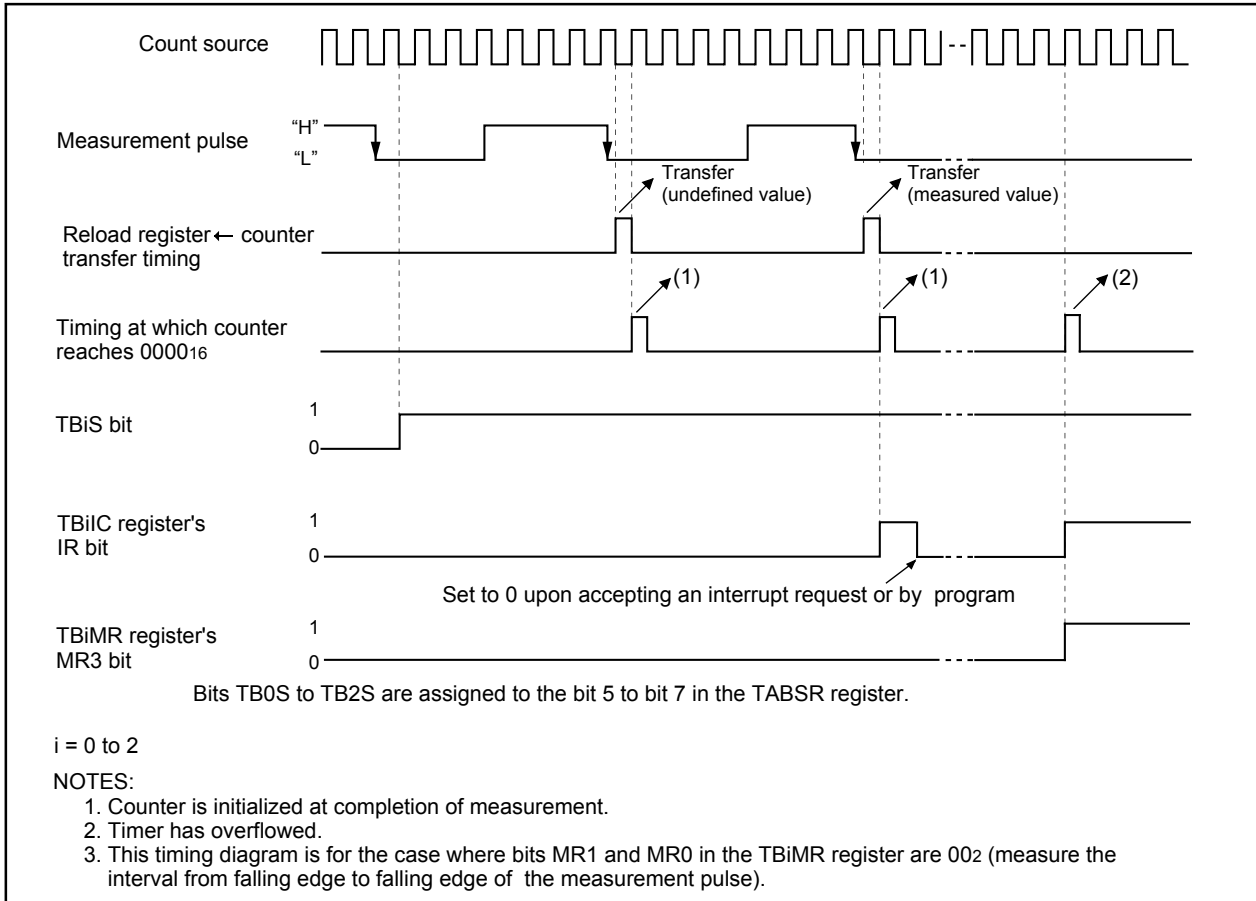 Count source
Measurement pulse
“H”
“L”
Transfer
(undefined value)
Transfer
(measured value)
Reload register ← counter
transfer timing
(1)
(1)
(2)
Timing at which counter
reaches 000016
TBiS bit
1
0
TBiIC register's
IR bit
1
0
Set to 0 upon accepting an interrupt request or by program
TBiMR register's
MR3 bit
1
0
Bits TB0S to TB2S are assigned to the bit 5 to bit 7 in the TABSR register.
i = 0 to 2
NOTES:
1. Counter is initialized at completion of measurement.
2. Timer has overflowed.
3. This timing diagram is for the case where bits MR1 and MR0 in the TBiMR register are 002 (measure the
interval from falling edge to falling edge of the measurement pulse).